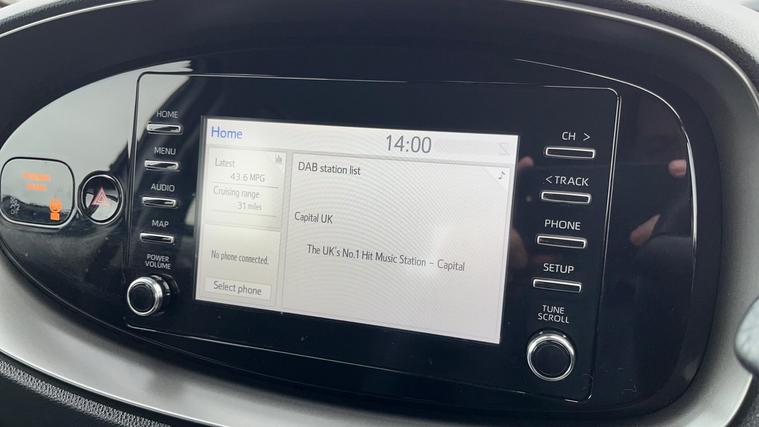 HOME
MENU
AUDIO
MAP
POWER
VOLUME
Home
14:00
Latest
43.6 MPG
Cruising range
31 miles
No phone connected.
Select phone
DAB station list
Capital UK
The UK's No.1 Hit Music Station - Capital
CH >
< TRACK
PHONE
SETUP
TUNE
SCROLL